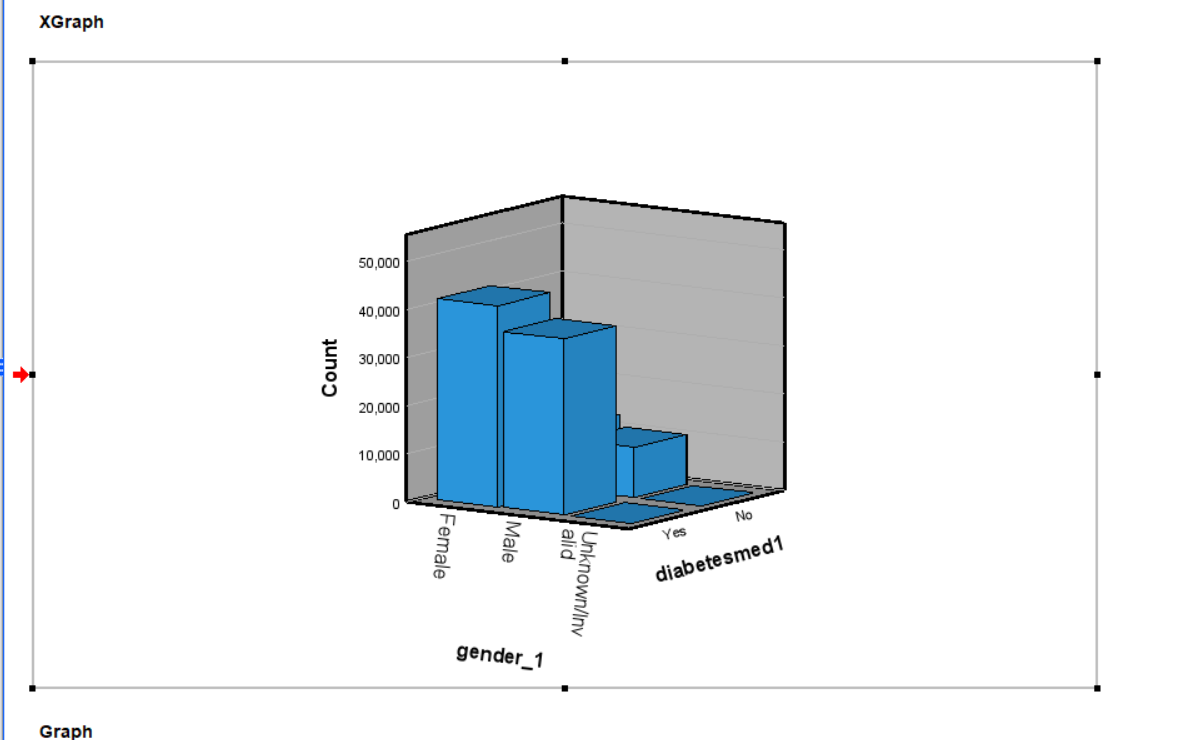 XGraph
50,000
40,000
30,000
20,000
10,000
0
Count
Female
Male
Unknown/Inv
alid
gender_1
Yes
No
diabetesmed1
Graph